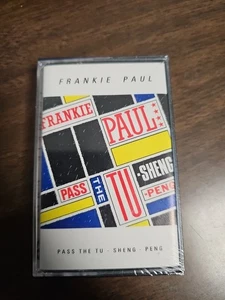 FRANKIE PAUL
FRANKIE
PAUL:
PASS
THE
TU
·SHENG·
PENG
PASS THE TU - SHENG - PENG